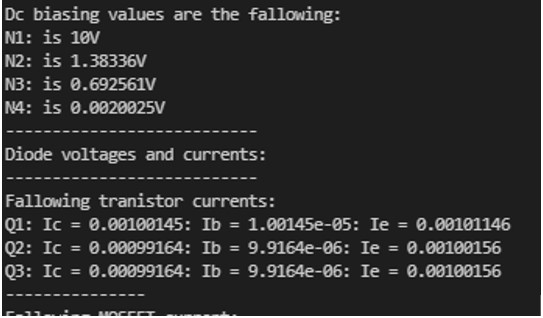 Dc biasing values are the fallowing:
N1: is 10V
N2: is 1.38336V
N3: is 0.692561V
N4: is 0.0020025V
---------------------------
Diode voltages and currents:
---------------------------
Fallowing tranistor currents:
Q1: Ic = 0.00100145: Ib = 1.00145e-05: Ie = 0.00101146
Q2: Ic = 0.00099164: Ib = 9.9164e-06: Ie = 0.00100156
Q3: Ic = 0.00099164: Ib = 9.9164e-06: Ie = 0.00100156
---------------